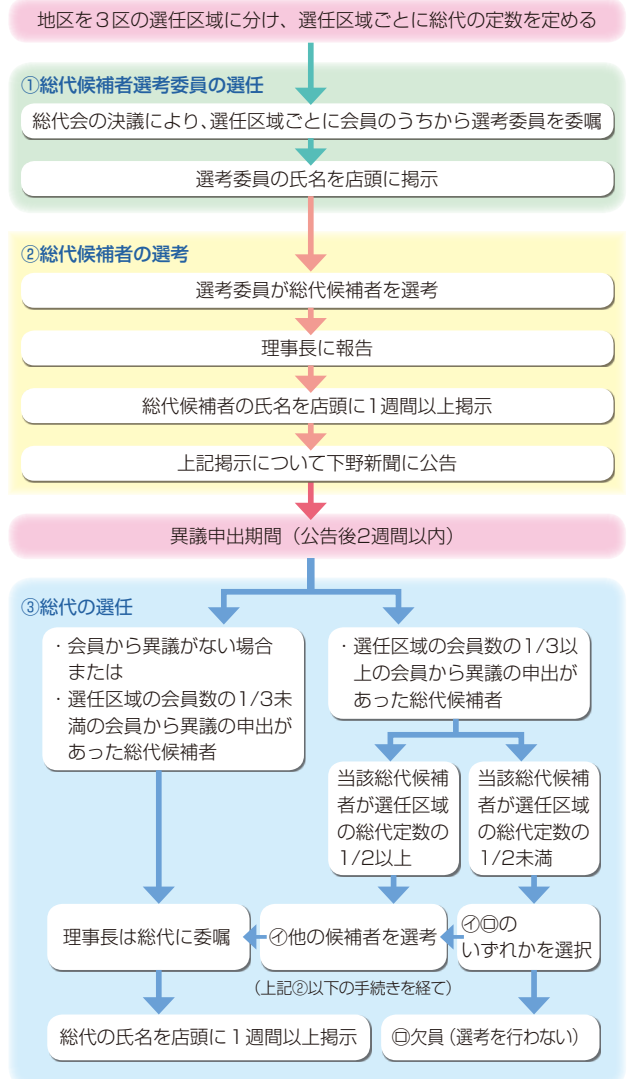 地区を3区の選任区域に分け、選任区域ごとに総代の定数を定める
①総代候補者選考委員の選任
総代会の決議により、選任区域ごとに会員のうちから選考委員を委嘱
選考委員の氏名を店頭に掲示
②総代候補者の選考
選考委員が総代候補者を選考
理事長に報告
総代候補者の氏名を店頭に1週間以上掲示
上記掲示について下野新聞に公告
異議申出期間（公告後2週間以内）
③総代の選任
・会員から異議がない場合
または
・選任区域の会員数の1/3未
満の会員から異議の申出が
あった総代候補者
・選任区域の会員数の1/3以
上の会員から異議の申出が
あった総代候補者
当該総代候補
者が選任区域
の総代定数の
1/2以上
当該総代候補
者が選任区域
の総代定数の
1/2未満
理事長は総代に委嘱
㋑他の候補者を選考
㋑㋺の
いずれかを選択
（上記②以下の手続きを経て）
総代の氏名を店頭に1週間以上掲示
㋺欠員（選考を行わない）